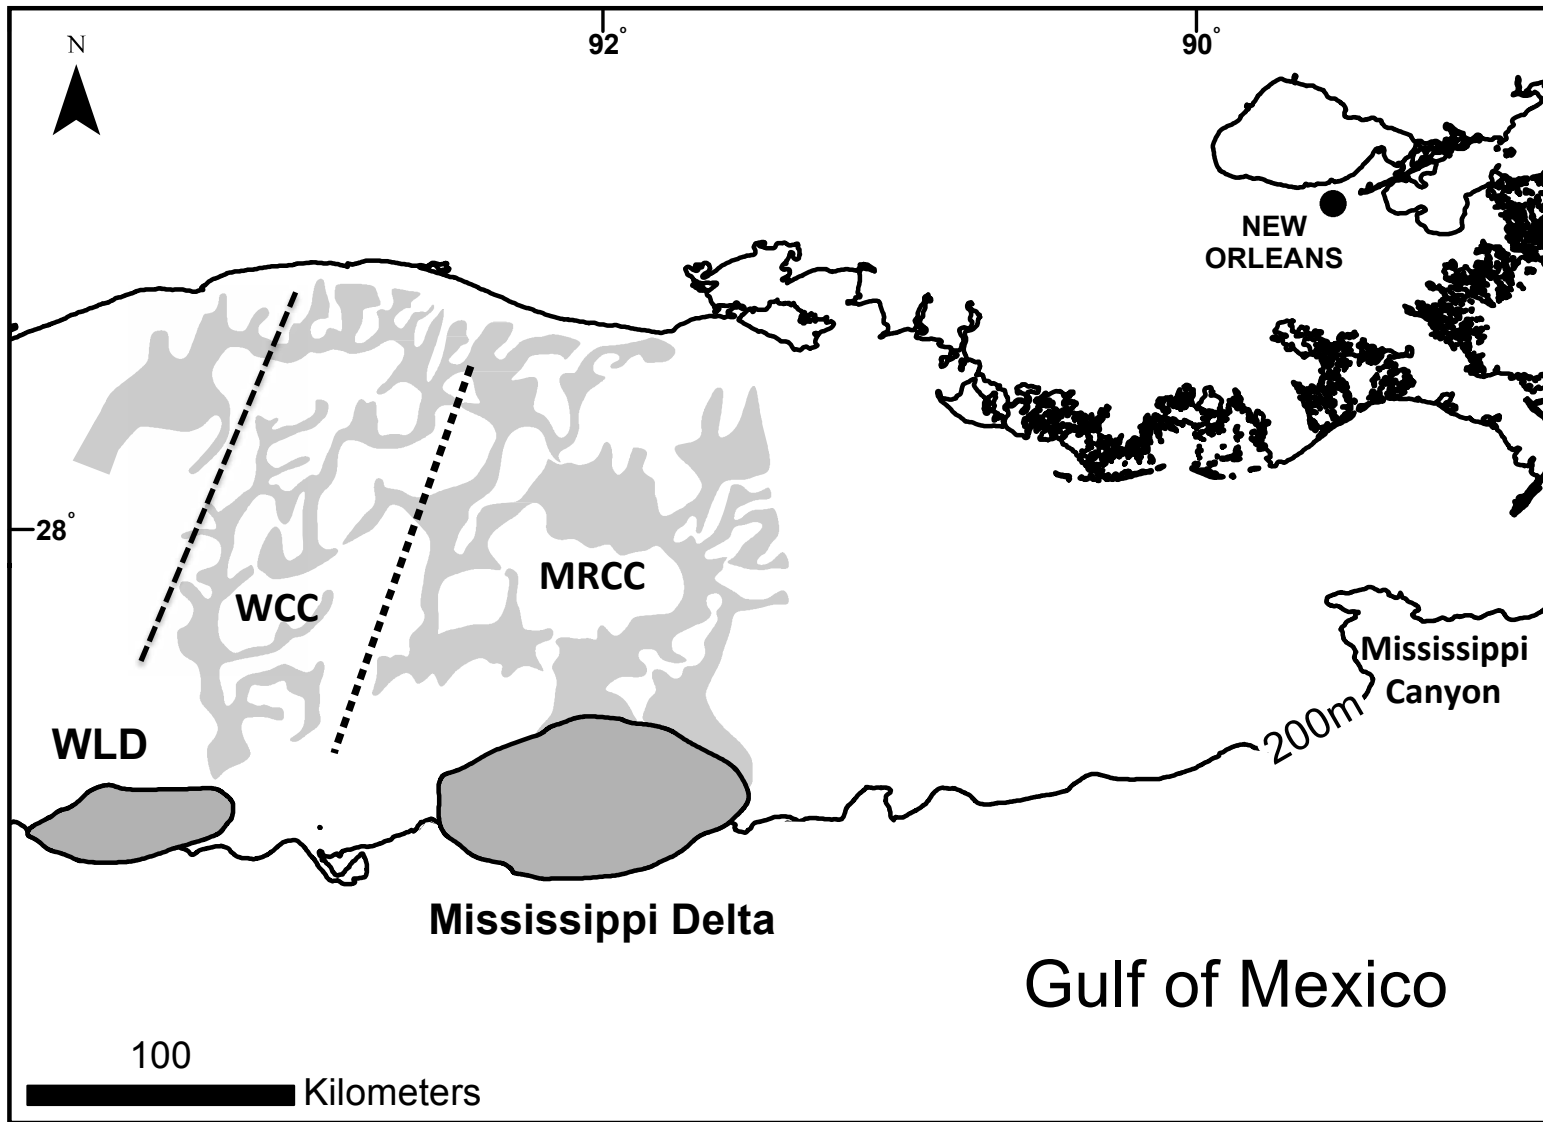 N
92°
90°
NEW
ORLEANS
28°
MRCC
WCC
Mississippi
Canyon
200m
WLD
Mississippi Delta
Gulf of Mexico
100
Kilometers